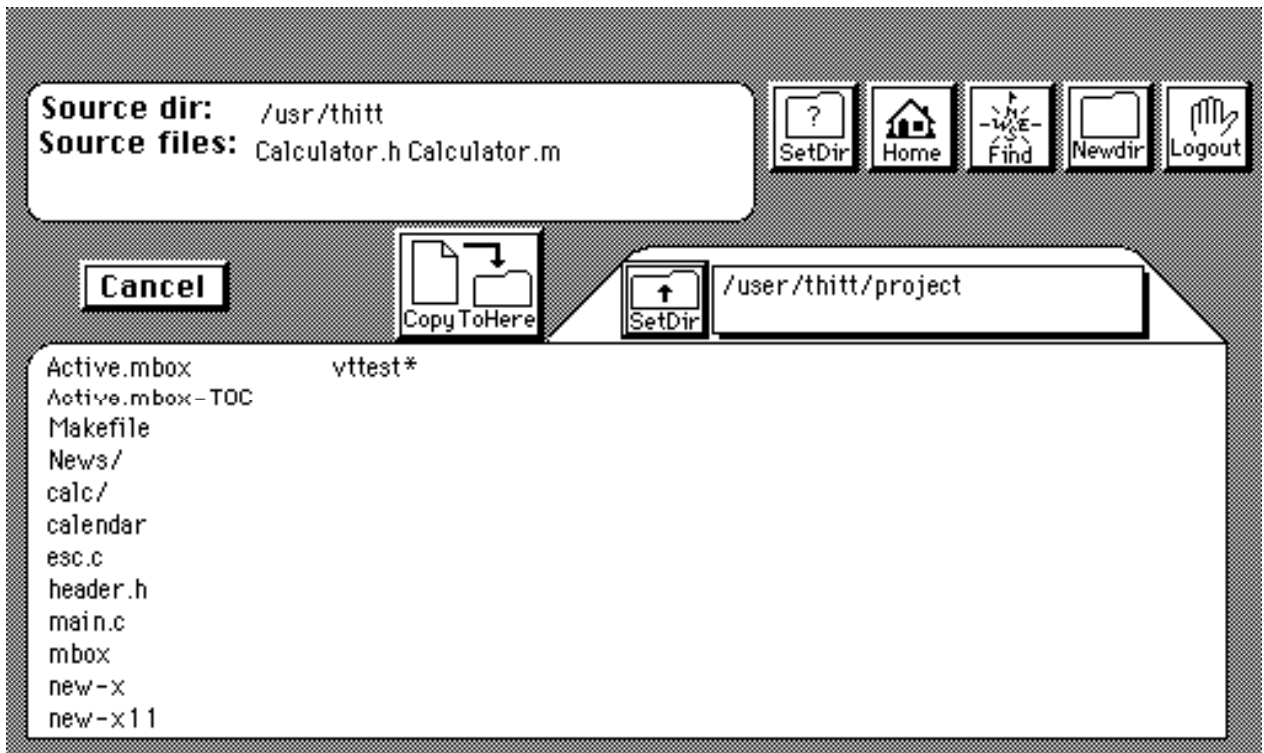 Source dir: /usr/thitt
Source files: Calculator.h Calculator.m
?
SetDir
Home
N
W E
S
Find
Newdir
Logout
Cancel
CopyToHere
SetDir
/user/thitt/project
Active.mbox vttest*
Active.mbox-TOC
Makefile
News/
calc/
calendar
esc.c
header.h
main.c
mbox
new-x
new-x11